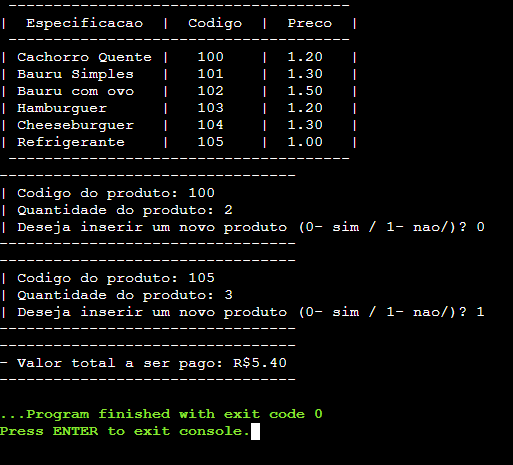 ---------------------------------------
|  Especificacao  |  Codigo  |  Preco  |
---------------------------------------
| Cachorro Quente |   100    |  1.20   |
| Bauru Simples   |   101    |  1.30   |
| Bauru com ovo   |   102    |  1.50   |
| Hamburguer      |   103    |  1.20   |
| Cheeseburguer   |   104    |  1.30   |
| Refrigerante    |   105    |  1.00   |
---------------------------------------
---------------------------------
| Codigo do produto: 100
| Quantidade do produto: 2
| Deseja inserir um novo produto (0- sim / 1- nao/)? 0
---------------------------------
---------------------------------
| Codigo do produto: 105
| Quantidade do produto: 3
| Deseja inserir um novo produto (0- sim / 1- nao/)? 1
---------------------------------
---------------------------------
- Valor total a ser pago: R$5.40
---------------------------------
...Program finished with exit code 0
Press ENTER to exit console.